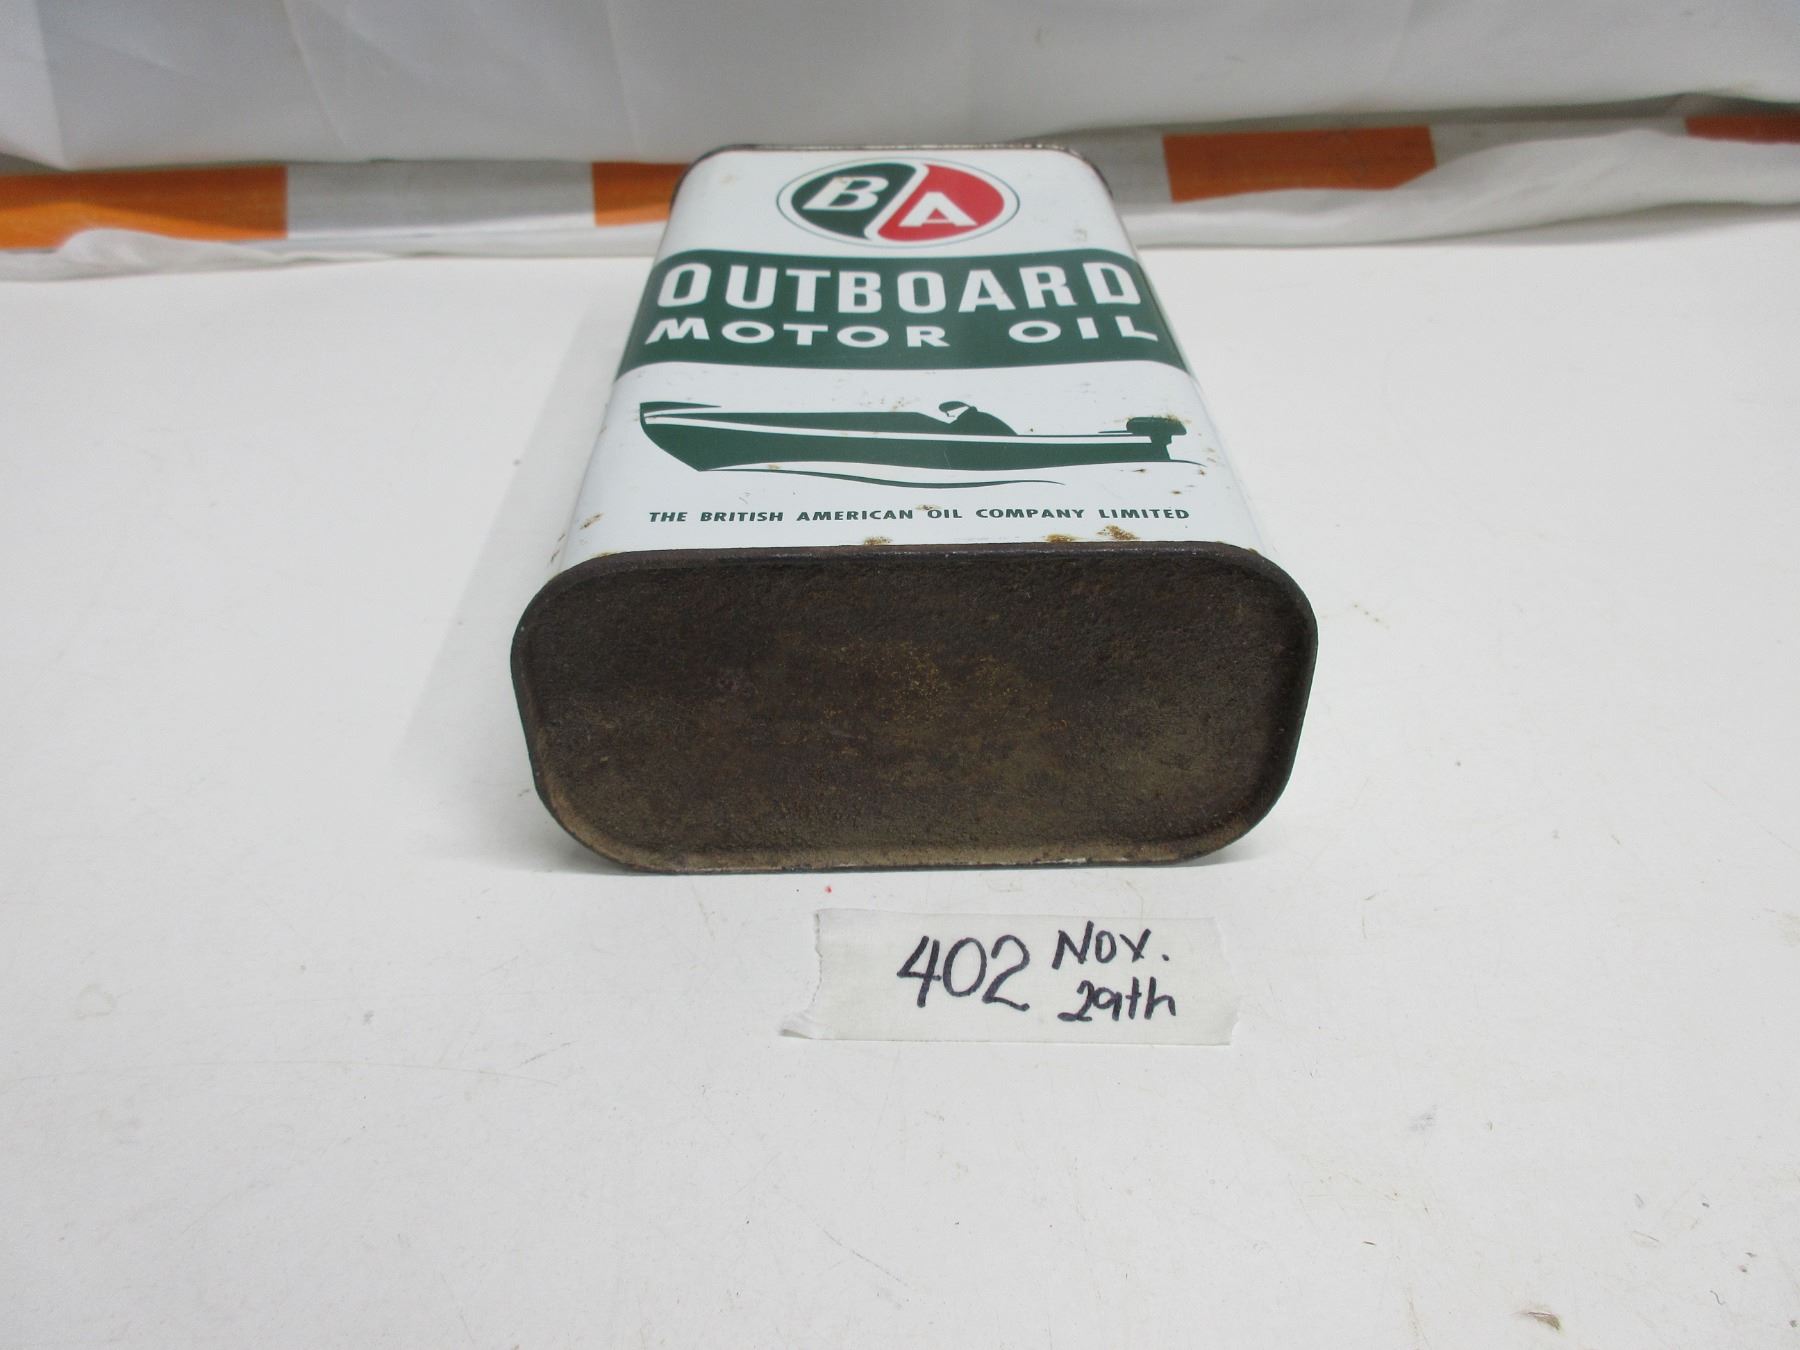 BA
OUTBOARD
MOTOR OIL
THE BRITISH AMERICAN OIL COMPANY LIMITED
402 Nov.
29th